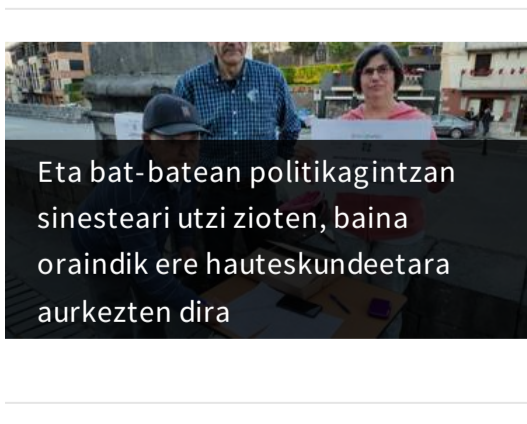 Eta bat-batean politikagintzan
sinesteari utzi zioten, baina
oraindik ere hauteskundeetara
aurkezten dira